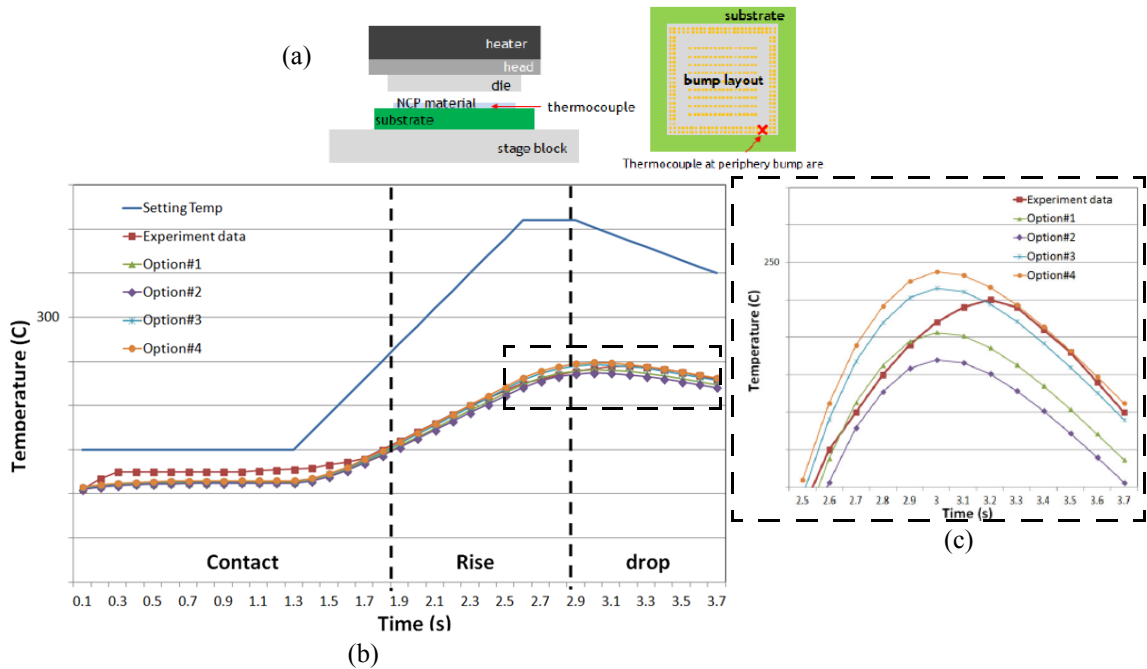 (a)
heater
head
die
NCP material
thermocouple
substrate
stage block
substrate
bump layout
Thermocouple at periphery bump are
Setting Temp
Experiment data
Option#1
Option#2
Option#3
Option#4
Temperature (C)
300
Contact
Rise
drop
0.1 0.3 0.5 0.7 0.9 1.1 1.3 1.5 1.7 1.9 2.1 2.3 2.5 2.7 2.9 3.1 3.3 3.5 3.7
Time (s)
(b)
Experiment data
Option#1
Option#2
Option#3
Option#4
250
Temperature (C)
2.5 2.6 2.7 2.8 2.9 3 3.1 3.2 3.3 3.4 3.5 3.6 3.7
Time (s)
(c)